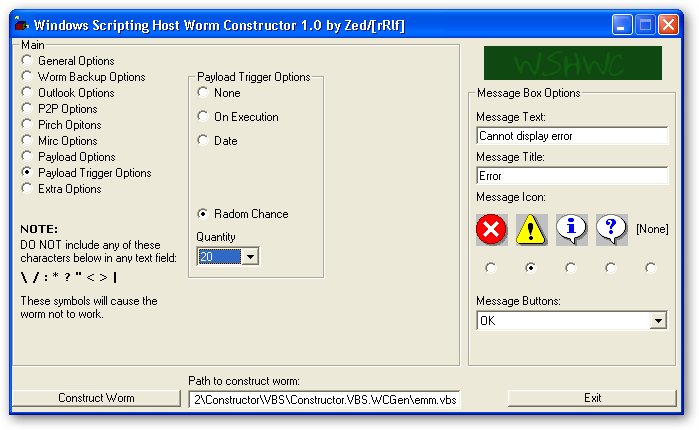 Windows Scripting Host Worm Constructor 1.0 by Zed/[rRlf]
Main
General Options
Worm Backup Options
Outlook Options
P2P Options
Pirch Opitons
Mirc Options
Payload Options
Payload Trigger Options
Extra Options
NOTE:
DO NOT include any of these
characters below in any text field:
\ / : * ? " < > |
These symbols will cause the
worm not to work.
Payload Trigger Options
None
On Execution
Date
Radom Chance
Quantity
20
WSHWC
Message Box Options
Message Text:
Cannot display error
Message Title:
Error
Message Icon:
[None]
Message Buttons:
OK
Construct Worm
Path to construct worm:
2\Constructor\VBS\Constructor.VBS.WCGen\emm.vbs
Exit